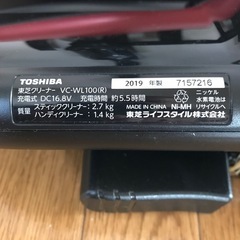 TOSHIBA
東芝クリーナー VC-WL100(R)
充電式 DC16.8V 充電時間 約5.5時間
質量 スティッククリーナー:2.7 kg
ハンディクリーナー:1.4 kg
2019 年製 7157216
MADE IN CHINA Ni-MH
ニッケル水素電池はリサイクルへ
東芝ライフスタイル株式会社